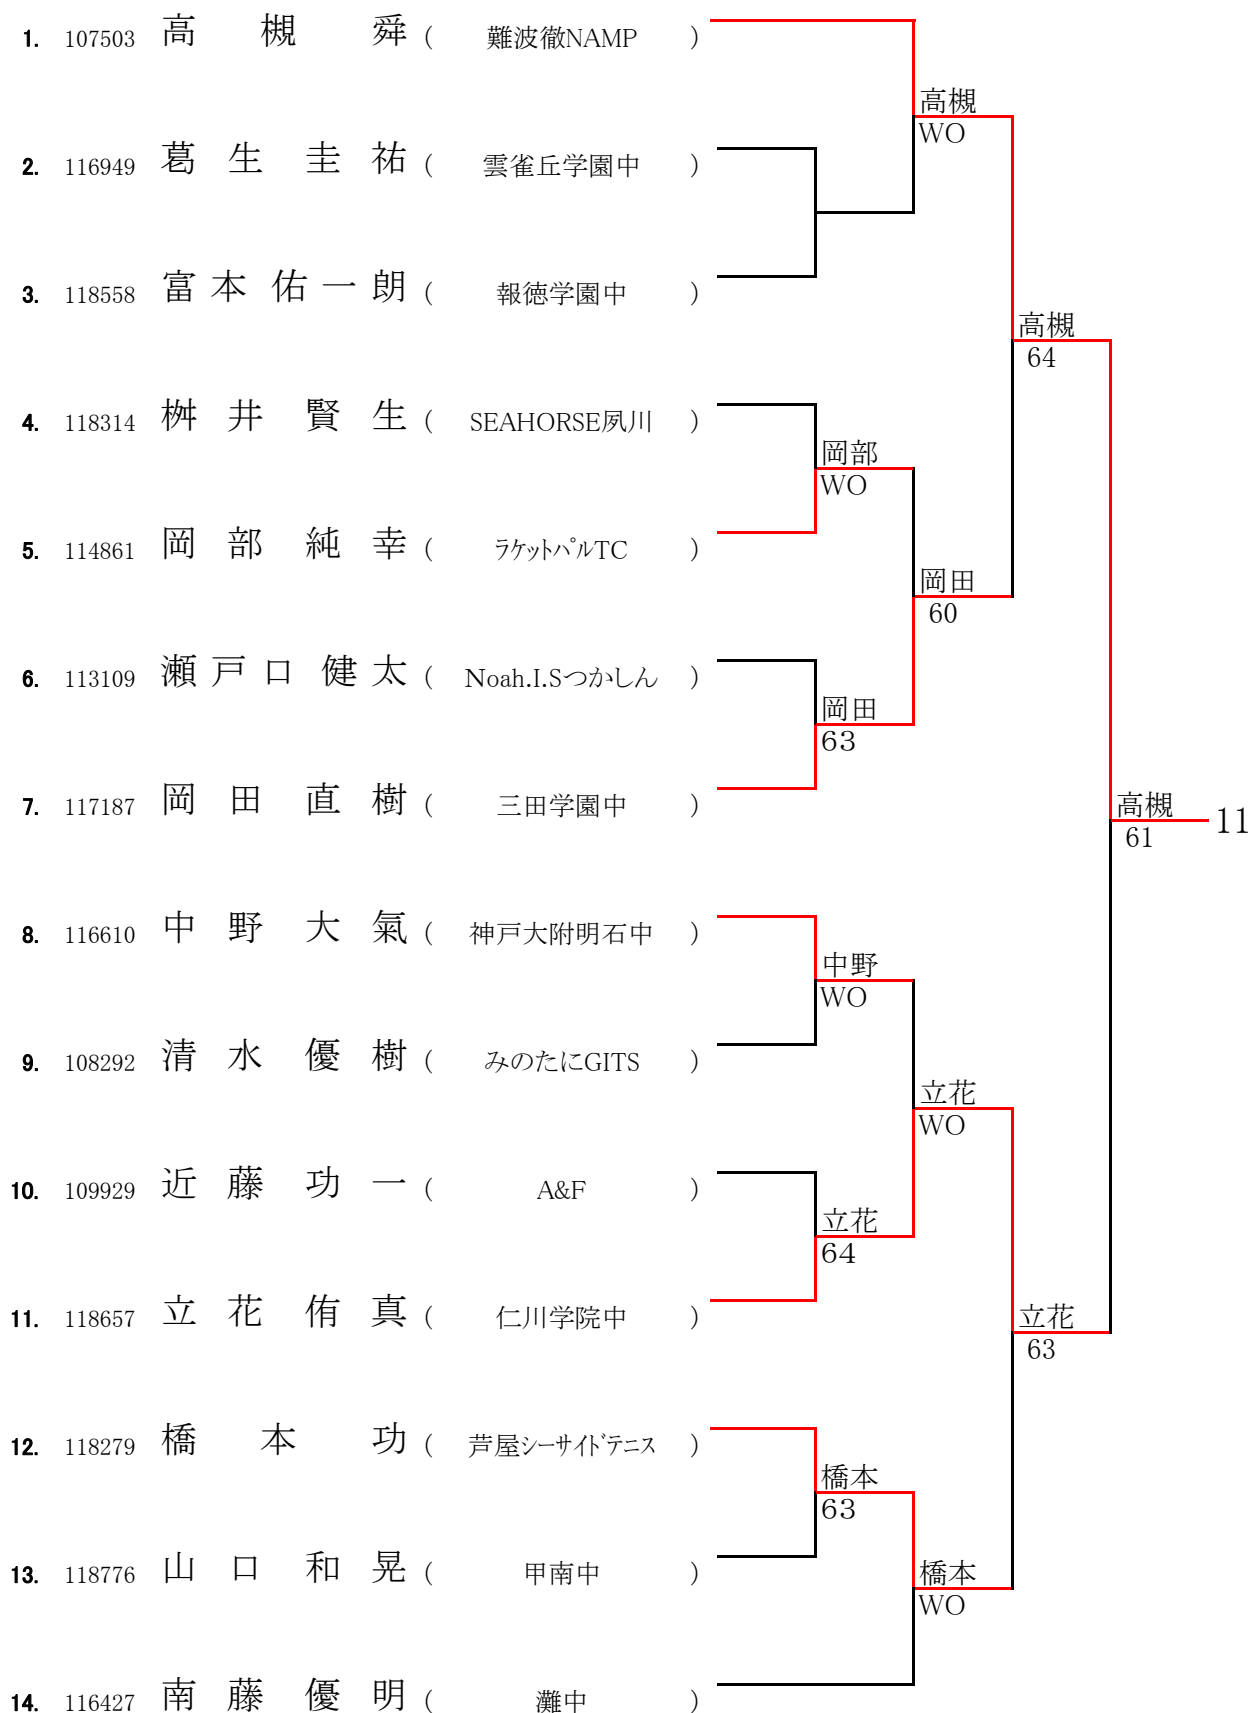 1. 107503 高槻舜 ( 難波徹NAMP )
高槻
WO
2. 116949 葛生圭祐 ( 雲雀丘学園中 )
3. 118558 富本佑一朗 ( 報徳学園中 )
高槻
64
4. 118314 桝井賢生 ( SEAHORSE夙川 )
岡部
WO
5. 114861 岡部純幸 ( ラケットパルTC )
岡田
60
6. 113109 瀬戸口健太 ( Noah.I.Sつかしん )
岡田
63
7. 117187 岡田直樹 ( 三田学園中 )
高槻
61
11
8. 116610 中野大氣 ( 神戸大附明石中 )
中野
WO
9. 108292 清水優樹 ( みのたにGITS )
立花
WO
10. 109929 近藤功一 ( A&F )
立花
64
11. 118657 立花侑真 ( 仁川学院中 )
立花
63
12. 118279 橋本功 ( 芦屋シーサイドテニス )
橋本
63
13. 118776 山口和晃 ( 甲南中 )
橋本
WO
14. 116427 南藤優明 ( 灘中 )